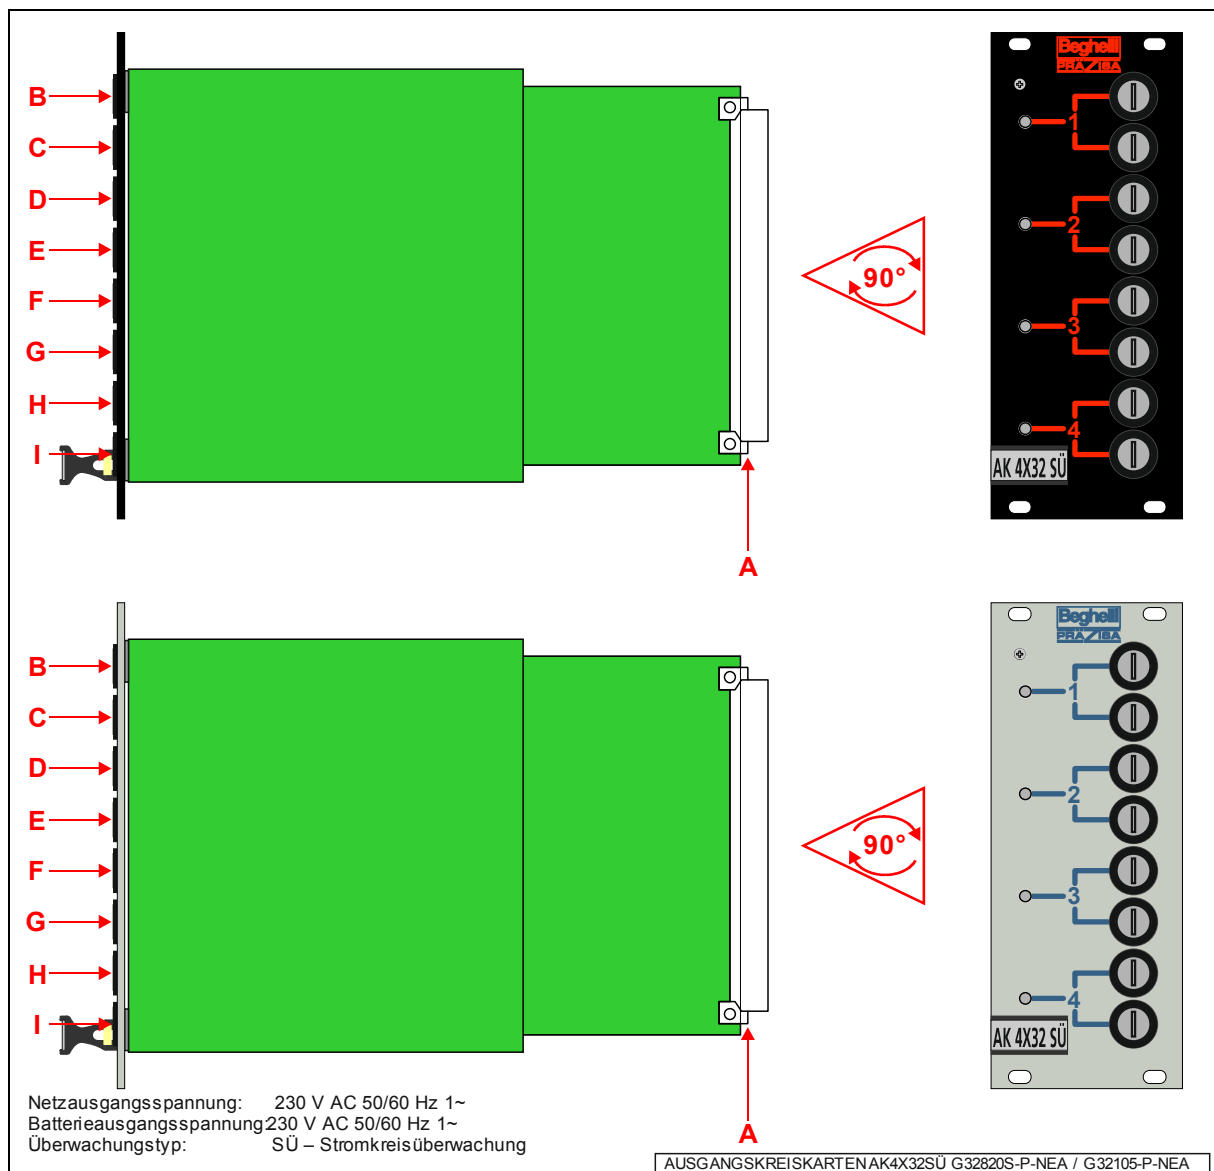 Beghelli
PRÄZISA
B
C
D
E
F
G
H
I
A
90°
1
2
3
4
AK 4X32 SÜ
Beghelli
PRÄZISA
B
C
D
E
F
G
H
I
A
90°
1
2
3
4
AK 4X32 SÜ
Netzausgangsspannung: 230 V AC 50/60 Hz 1~
Batterieausgangsspannung:230 V AC 50/60 Hz 1~
Überwachungstyp: SÜ – Stromkreisüberwachung
AUSGANGSKREISKARTEN AK4X32SÜ G32820S-P-NEA / G32105-P-NEA